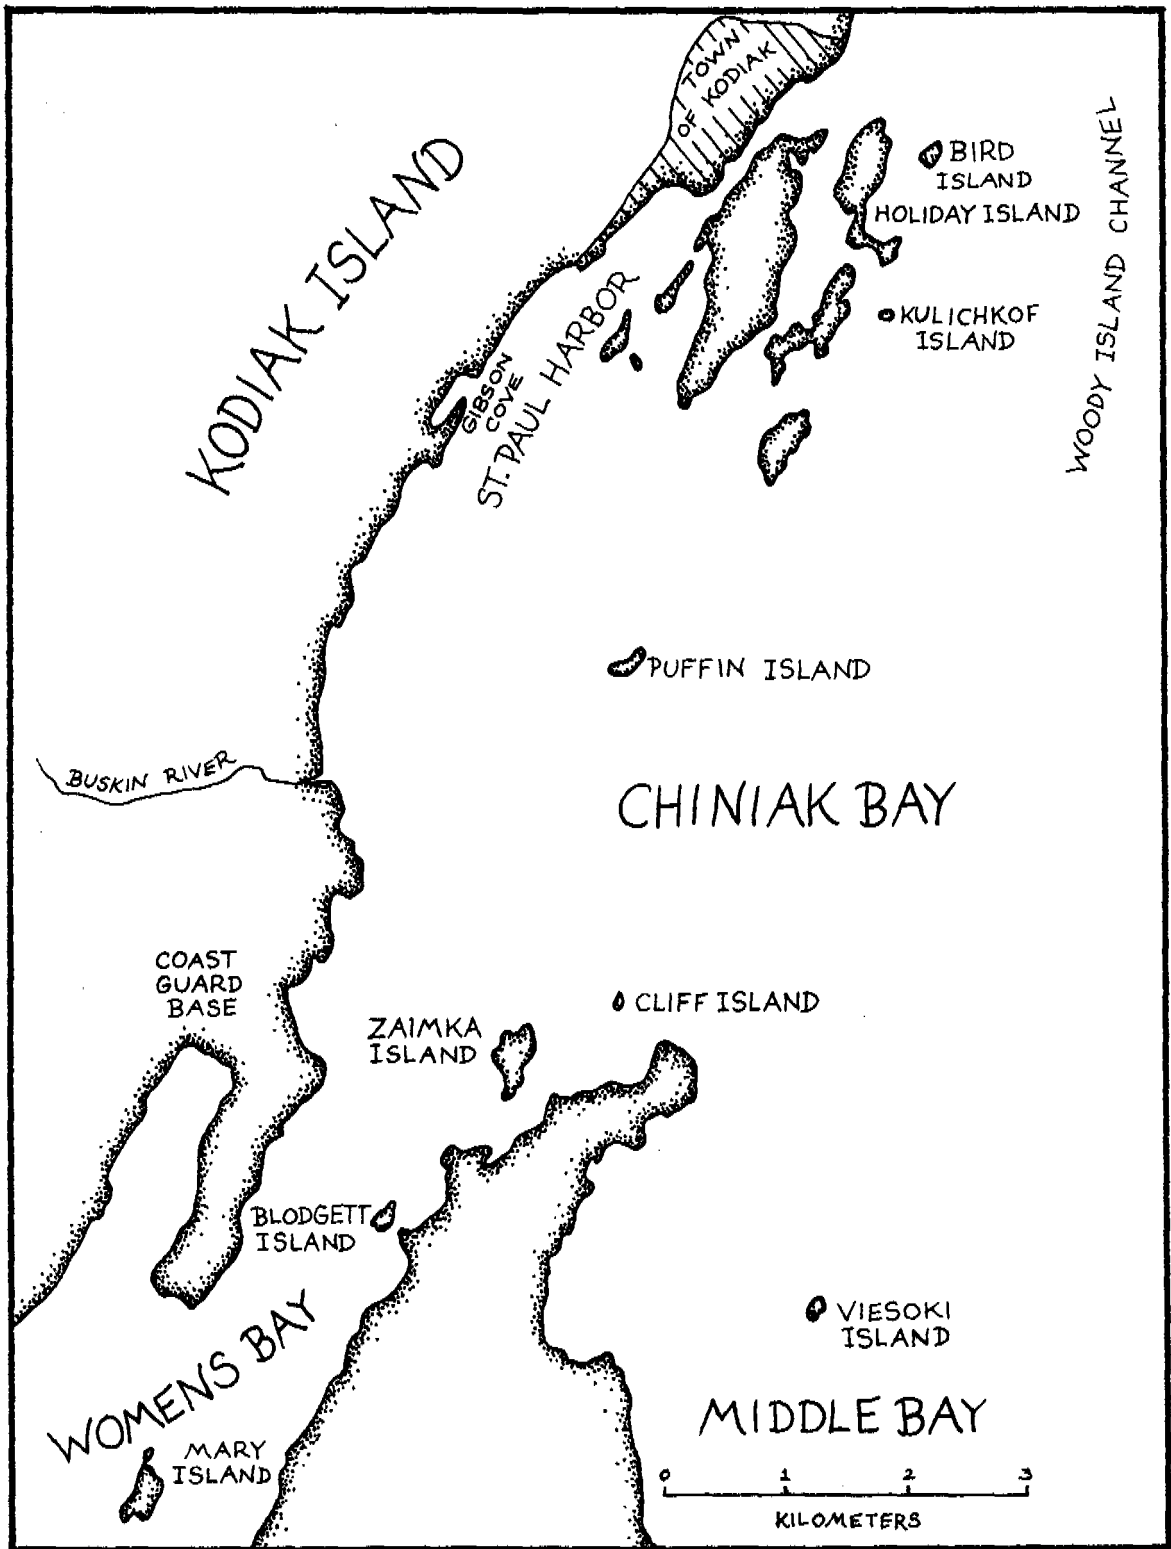 TOWN
OF KODIAK
BIRD
ISLAND
HOLIDAY ISLAND
WOODY ISLAND CHANNEL
KODIAK ISLAND
KULICHKOF
ISLAND
ST. PAUL HARBOR
GIBSON
COVE
PUFFIN ISLAND
BUSKIN RIVER
CHINIAK BAY
COAST
GUARD
BASE
CLIFF ISLAND
ZAIMKA
ISLAND
BLODGETT
ISLAND
VIESOKI
ISLAND
WOMENS BAY
MIDDLE BAY
MARY
ISLAND
0 1 2 3
KILOMETERS